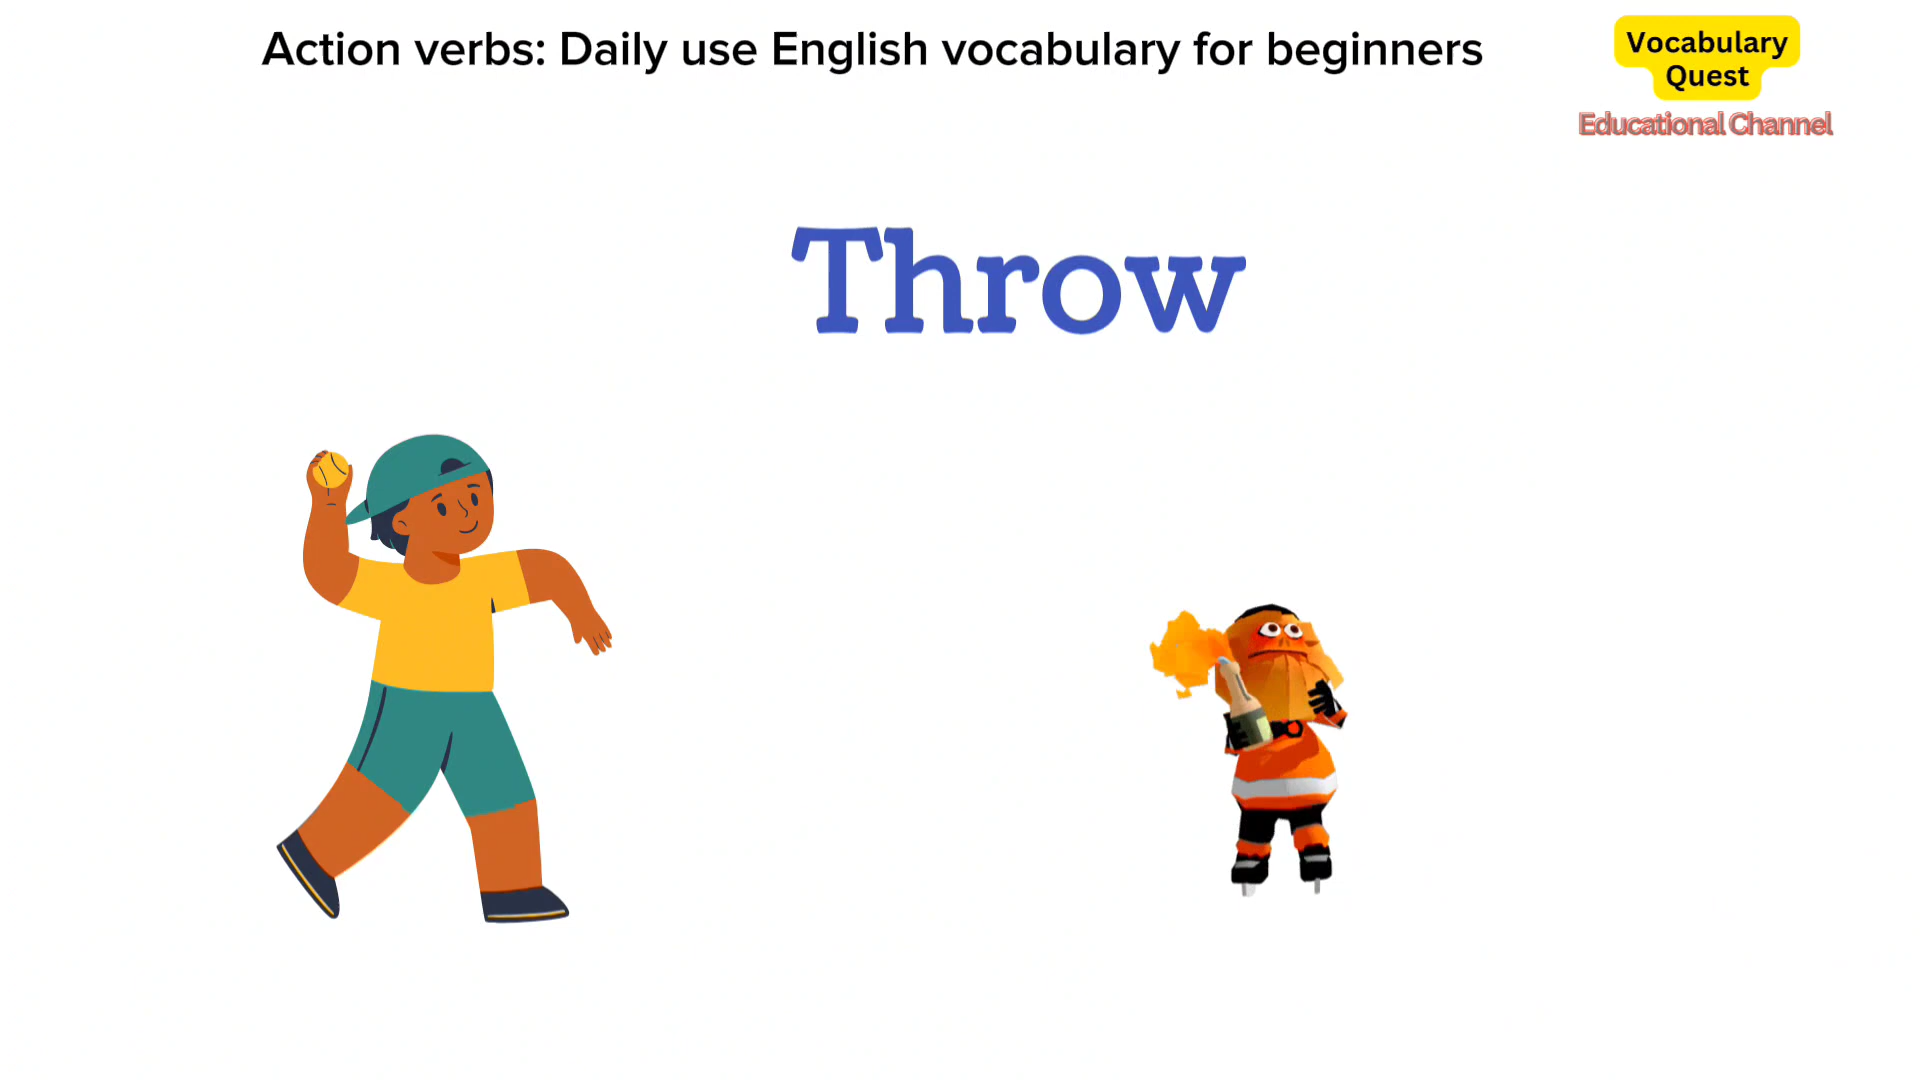 Action verbs: Daily use English vocabulary for beginners
Vocabulary
Quest
Educational Channel
Throw